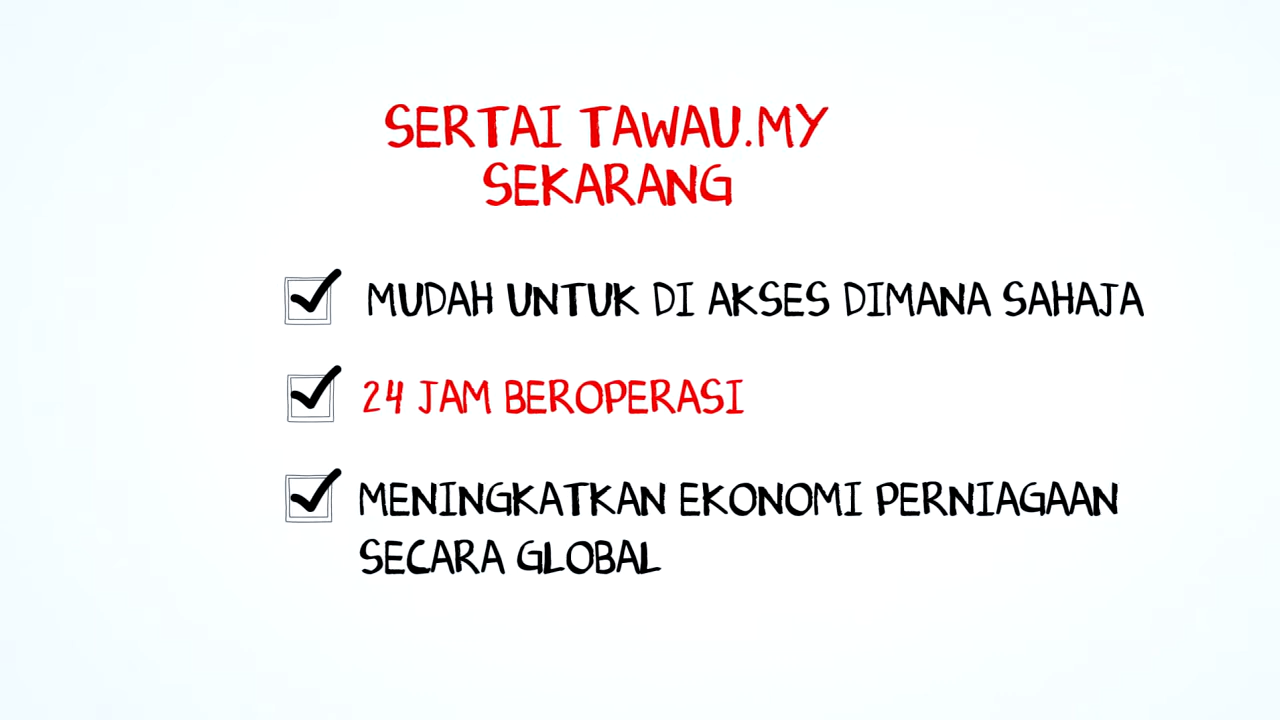 SERTAI TAWAU.MY
SEKARANG
MUDAH UNTUK DI AKSES DIMANA SAHAJA
24 JAM BEROPERASI
MENINGKATKAN EKONOMI PERNIAGAAN
SECARA GLOBAL